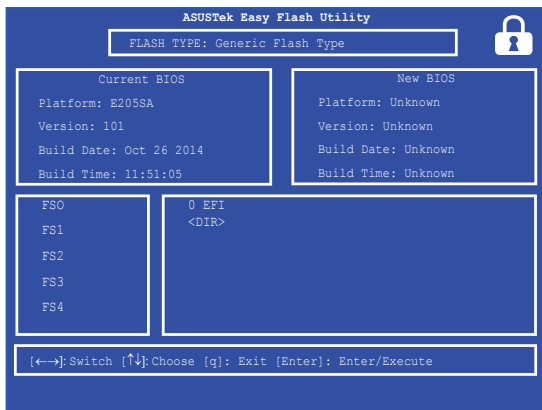 ASUSTek Easy Flash Utility
FLASH TYPE: Generic Flash Type
Current BIOS
Platform: E205SA
Version: 101
Build Date: Oct 26 2014
Build Time: 11:51:05
New BIOS
Platform: Unknown
Version: Unknown
Build Date: Unknown
Build Time: Unknown
FSO
FS1
FS2
FS3
FS4
0 EFI
<DIR>
[←→]: Switch [↑↓]: Choose [q]: Exit [Enter]: Enter/Execute